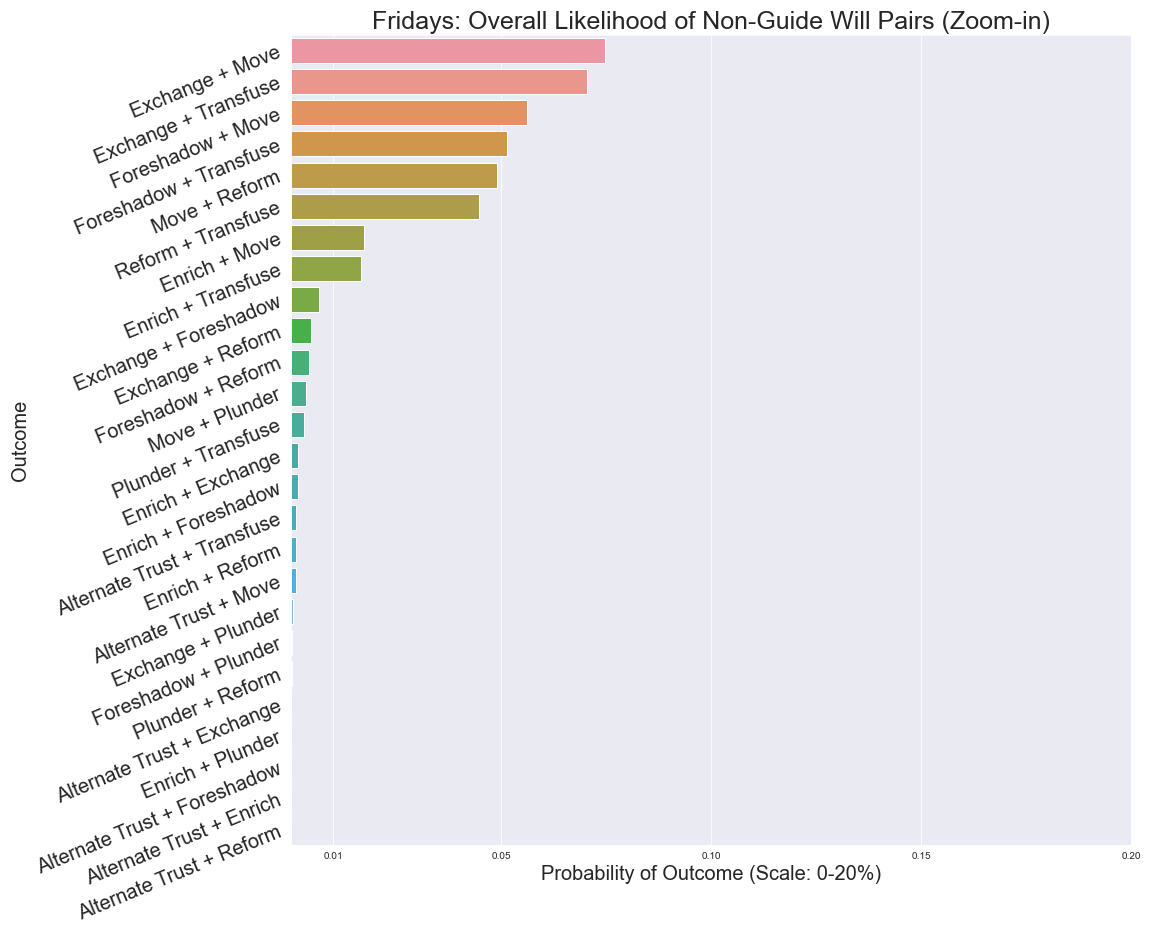 Fridays: Overall Likelihood of Non-Guide Will Pairs (Zoom-in)
Outcome
Exchange + Move
Exchange + Transfuse
Foreshadow + Move
Foreshadow + Transfuse
Move + Reform
Reform + Transfuse
Enrich + Move
Enrich + Transfuse
Exchange + Foreshadow
Exchange + Reform
Foreshadow + Reform
Move + Plunder
Plunder + Transfuse
Enrich + Exchange
Enrich + Foreshadow
Alternate Trust + Transfuse
Enrich + Reform
Alternate Trust + Move
Exchange + Plunder
Foreshadow + Plunder
Plunder + Reform
Alternate Trust + Exchange
Enrich + Plunder
Alternate Trust + Foreshadow
Alternate Trust + Enrich
Alternate Trust + Reform
0.01 0.05 0.10 0.15 0.20
Probability of Outcome (Scale: 0-20%)